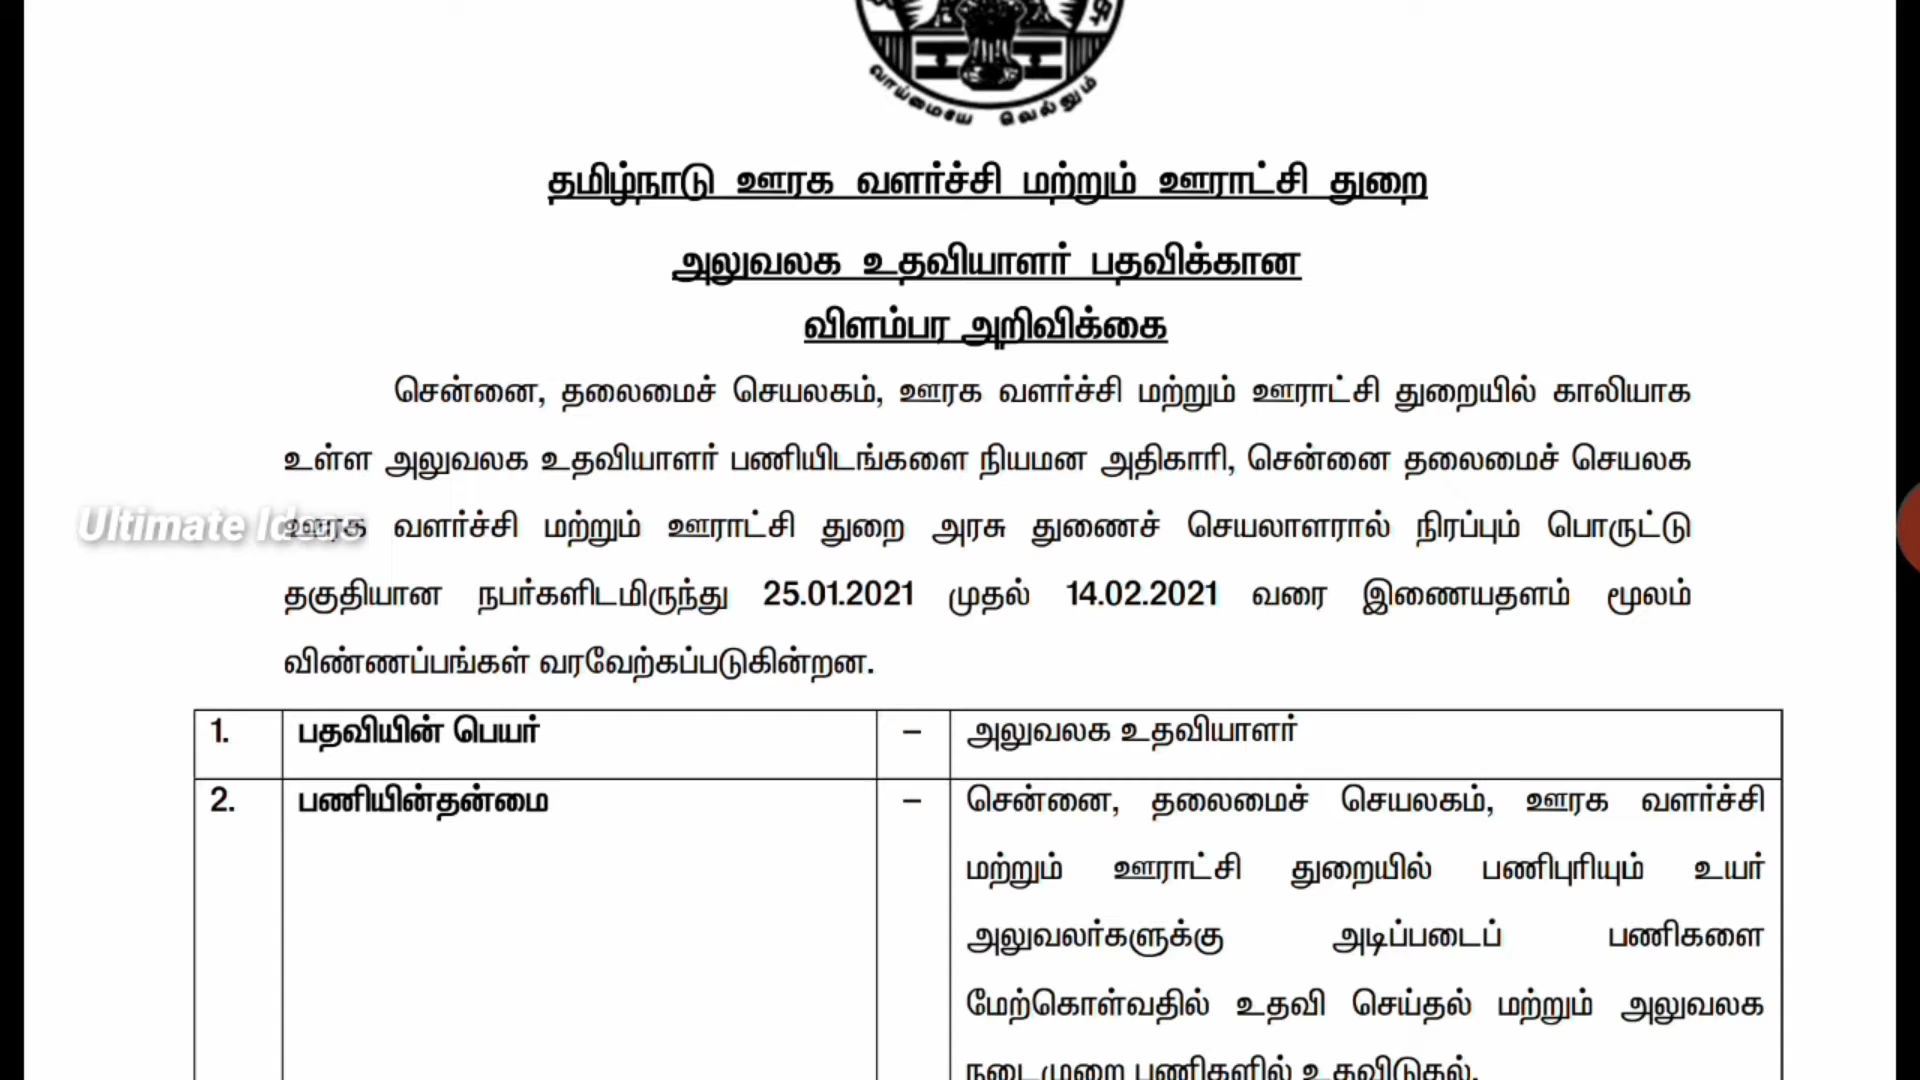 வாய்மையே வெல்லும்
தமிழ்நாடு ஊரக வளர்ச்சி மற்றும் ஊராட்சி துறை
அலுவலக உதவியாளர் பதவிக்கான
விளம்பர அறிவிக்கை
சென்னை, தலைமைச் செயலகம், ஊரக வளர்ச்சி மற்றும் ஊராட்சி துறையில் காலியாக
உள்ள அலுவலக உதவியாளர் பணியிடங்களை நியமன அதிகாரி, சென்னை தலைமைச் செயலக
Ultimate Ideas
ஊரக வளர்ச்சி மற்றும் ஊராட்சி துறை அரசு துணைச் செயலாளரால் நிரப்பும் பொருட்டு
தகுதியான நபர்களிடமிருந்து 25.01.2021 முதல் 14.02.2021 வரை இணையதளம் மூலம்
விண்ணப்பங்கள் வரவேற்கப்படுகின்றன.
1. பதவியின் பெயர் – அலுவலக உதவியாளர்
2. பணியின்தன்மை – சென்னை, தலைமைச் செயலகம், ஊரக வளர்ச்சி
மற்றும் ஊராட்சி துறையில் பணிபுரியும் உயர்
அலுவலர்களுக்கு அடிப்படைப் பணிகளை
மேற்கொள்வதில் உதவி செய்தல் மற்றும் அலுவலக
நடைமுறை பணிகளில் உதவிடுதல்.